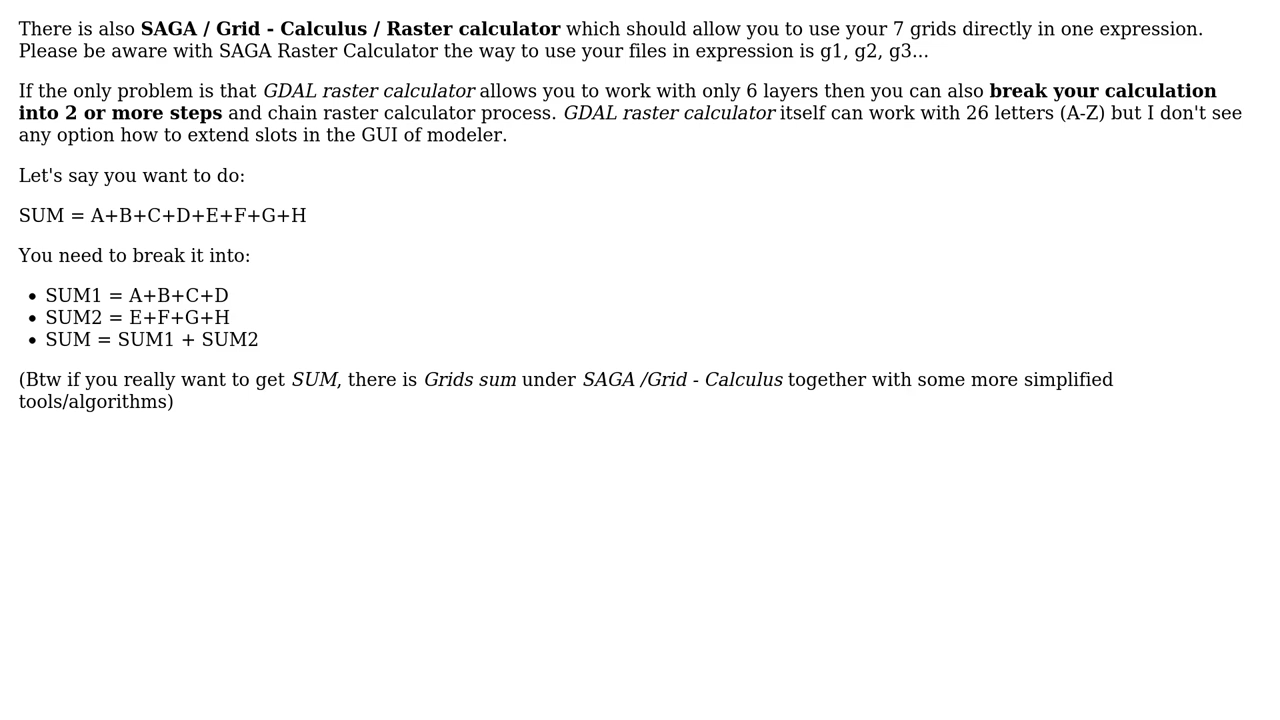 There is also SAGA / Grid - Calculus / Raster calculator which should allow you to use your 7 grids directly in one expression.
Please be aware with SAGA Raster Calculator the way to use your files in expression is g1, g2, g3...
If the only problem is that GDAL raster calculator allows you to work with only 6 layers then you can also break your calculation
into 2 or more steps and chain raster calculator process. GDAL raster calculator itself can work with 26 letters (A-Z) but I don't see
any option how to extend slots in the GUI of modeler.
Let's say you want to do:
SUM = A+B+C+D+E+F+G+H
You need to break it into:
• SUM1 = A+B+C+D
• SUM2 = E+F+G+H
• SUM = SUM1 + SUM2
(Btw if you really want to get SUM, there is Grids sum under SAGA /Grid - Calculus together with some more simplified
tools/algorithms)